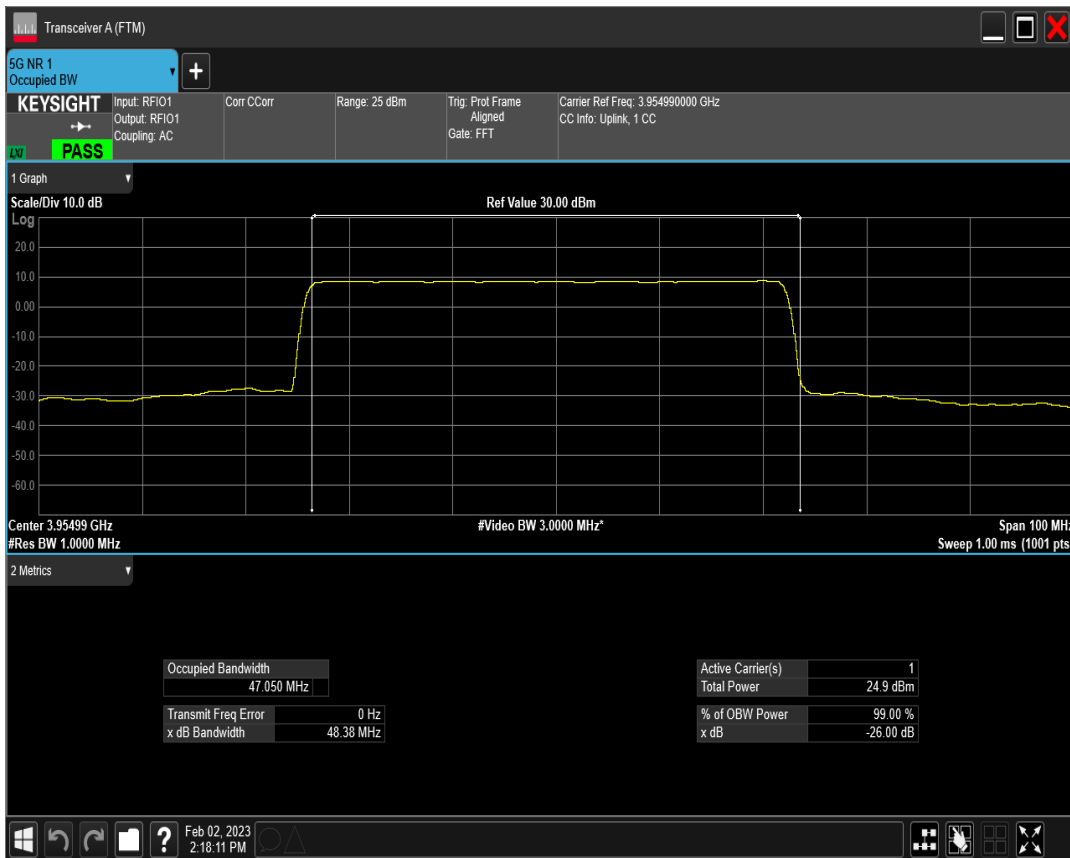 Transceiver A (FTM)
5G NR 1
Occupied BW
+
KEYSIGHT
LXI
PASS
Input: RFIO1
Output: RFIO1
Coupling: AC
Corr CCorr
Range: 25 dBm
Trig: Prot Frame
Aligned
Gate: FFT
Carrier Ref Freq: 3.954990000 GHz
CC Info: Uplink, 1 CC
1 Graph
Scale/Div 10.0 dB
Ref Value 30.00 dBm
Log
20.0
10.0
0.00
-10.0
-20.0
-30.0
-40.0
-50.0
-60.0
Center 3.95499 GHz
#Video BW 3.0000 MHz*
Span 100 MHz
#Res BW 1.0000 MHz
Sweep 1.00 ms (1001 pts
2 Metrics
Occupied Bandwidth
47.050 MHz
Transmit Freq Error 0 Hz
x dB Bandwidth 48.38 MHz
Active Carrier(s) 1
Total Power 24.9 dBm
% of OBW Power 99.00 %
x dB -26.00 dB
?
Feb 02, 2023
2:18:11 PM